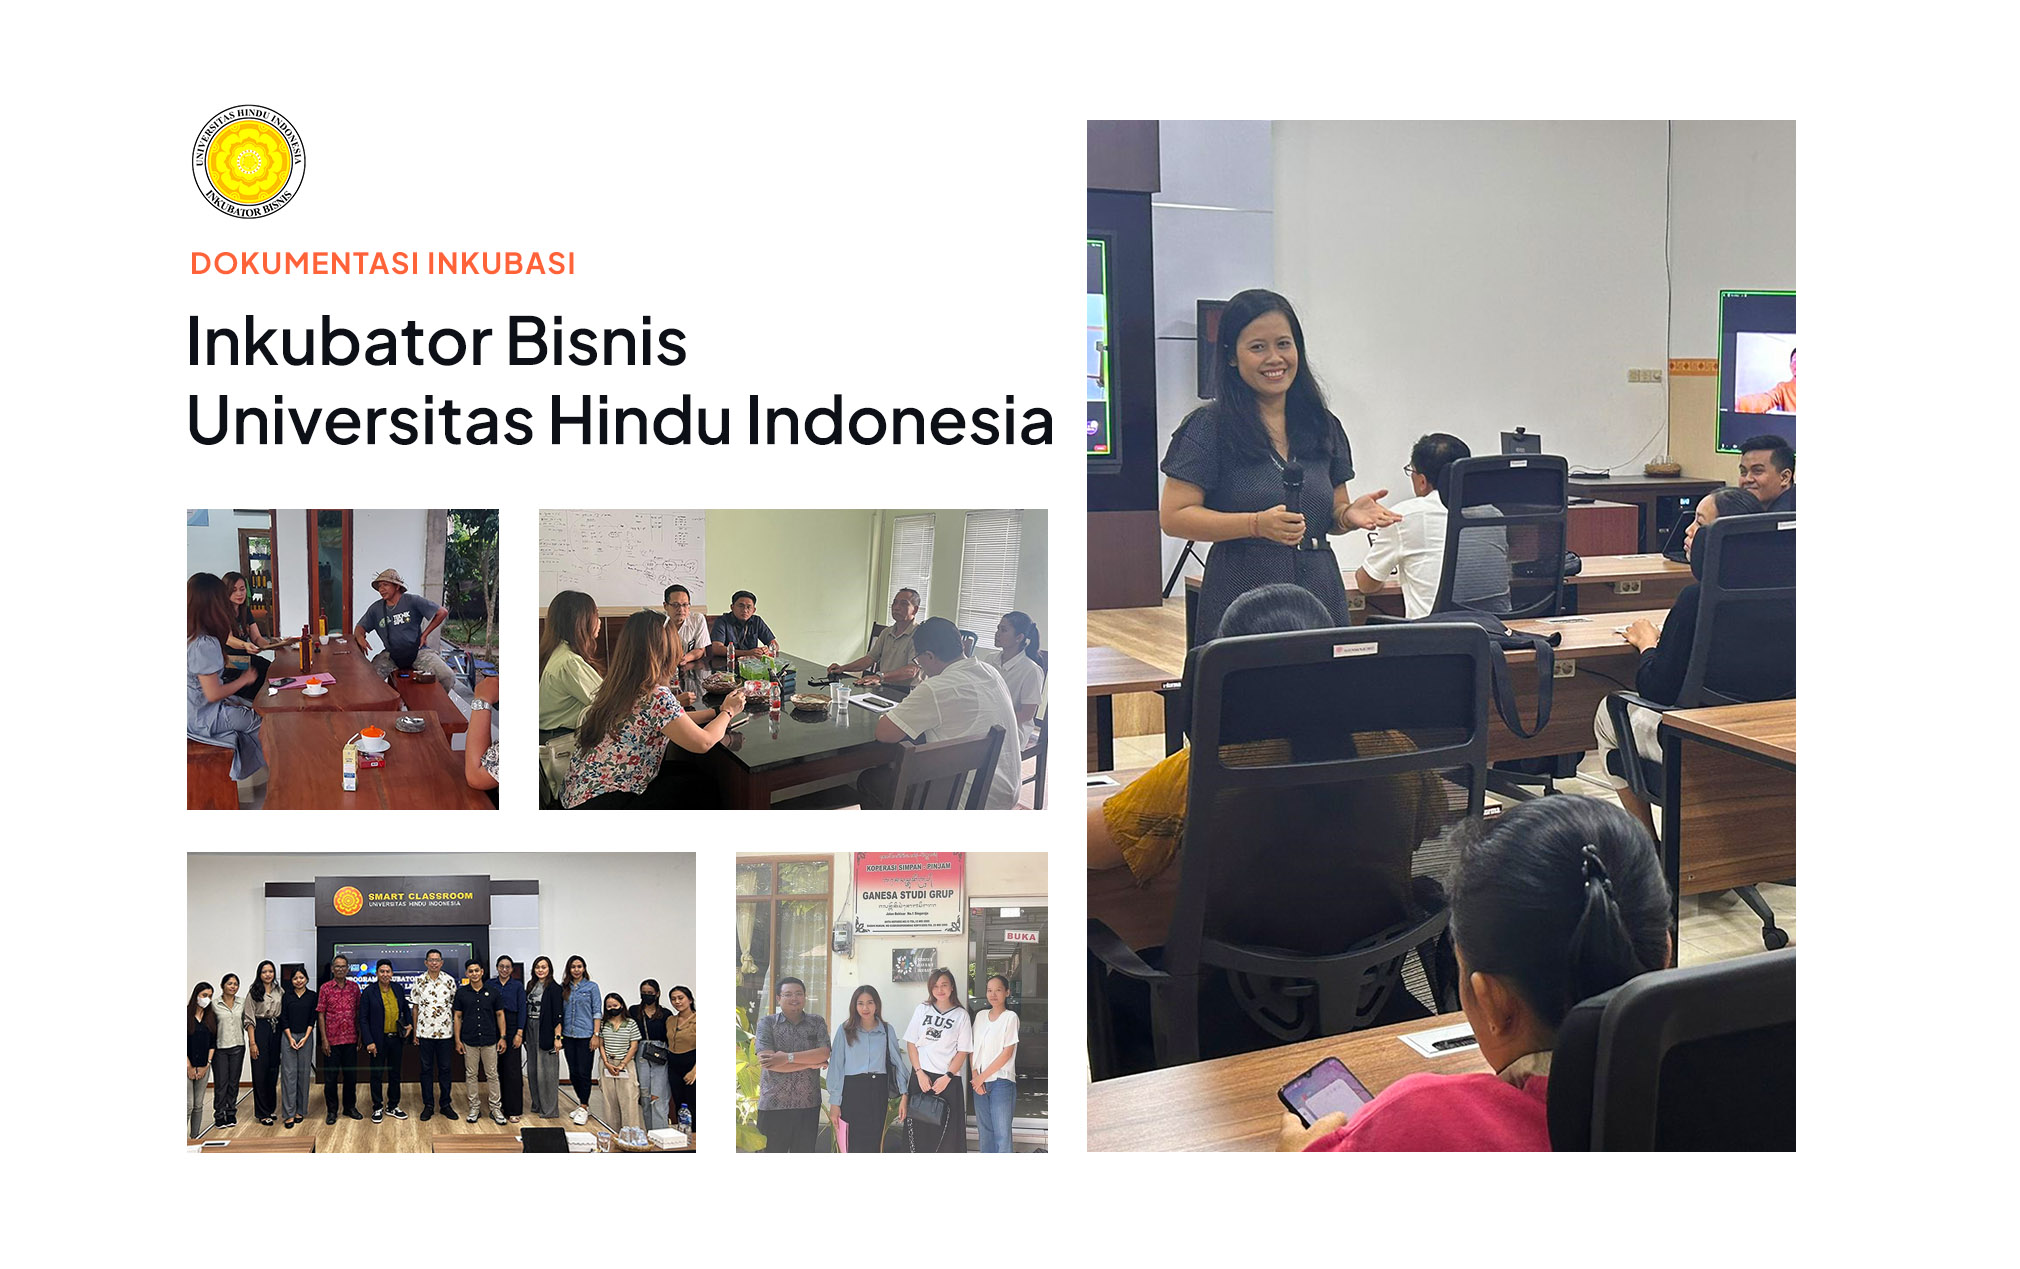 UNIVERSITAS HINDU INDONESIA
INKUBATOR BISNIS
DOKUMENTASI INKUBASI
Inkubator Bisnis
Universitas Hindu Indonesia
SMART CLASSROOM
UNIVERSITAS HINDU INDONESIA
KOPERASI SIMPAN - PINJAM
GANESA STUDI GRUP
BUKA
AUS